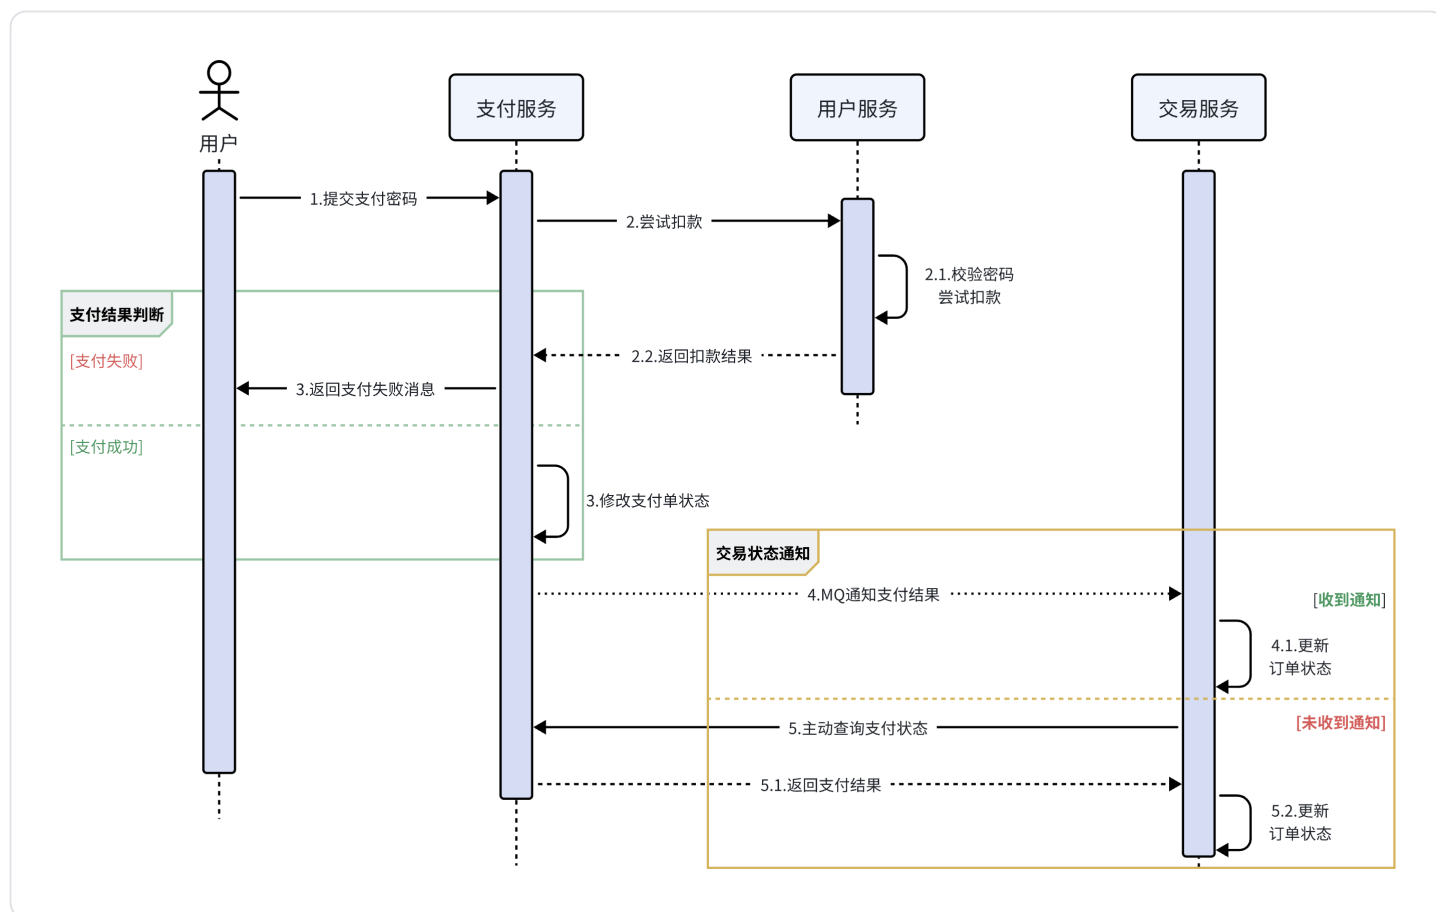 用户
支付服务
用户服务
交易服务
1.提交支付密码
2.尝试扣款
2.1.校验密码
尝试扣款
支付结果判断
2.2.返回扣款结果
[支付失败]
3.返回支付失败消息
[支付成功]
3.修改支付单状态
交易状态通知
4.MQ通知支付结果
[收到通知]
4.1.更新
订单状态
[未收到通知]
5.主动查询支付状态
5.1.返回支付结果
5.2.更新
订单状态